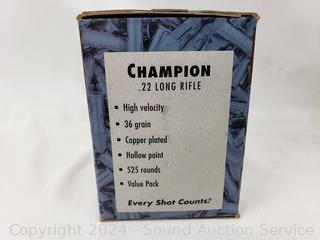 CHAMPION
.22 LONG RIFLE
• High velocity
• 36 grain
• Copper plated
• Hollow point
• 525 rounds
• Value Pack
Every Shot Counts.®
Copyright 2024 - Sound Auction Service